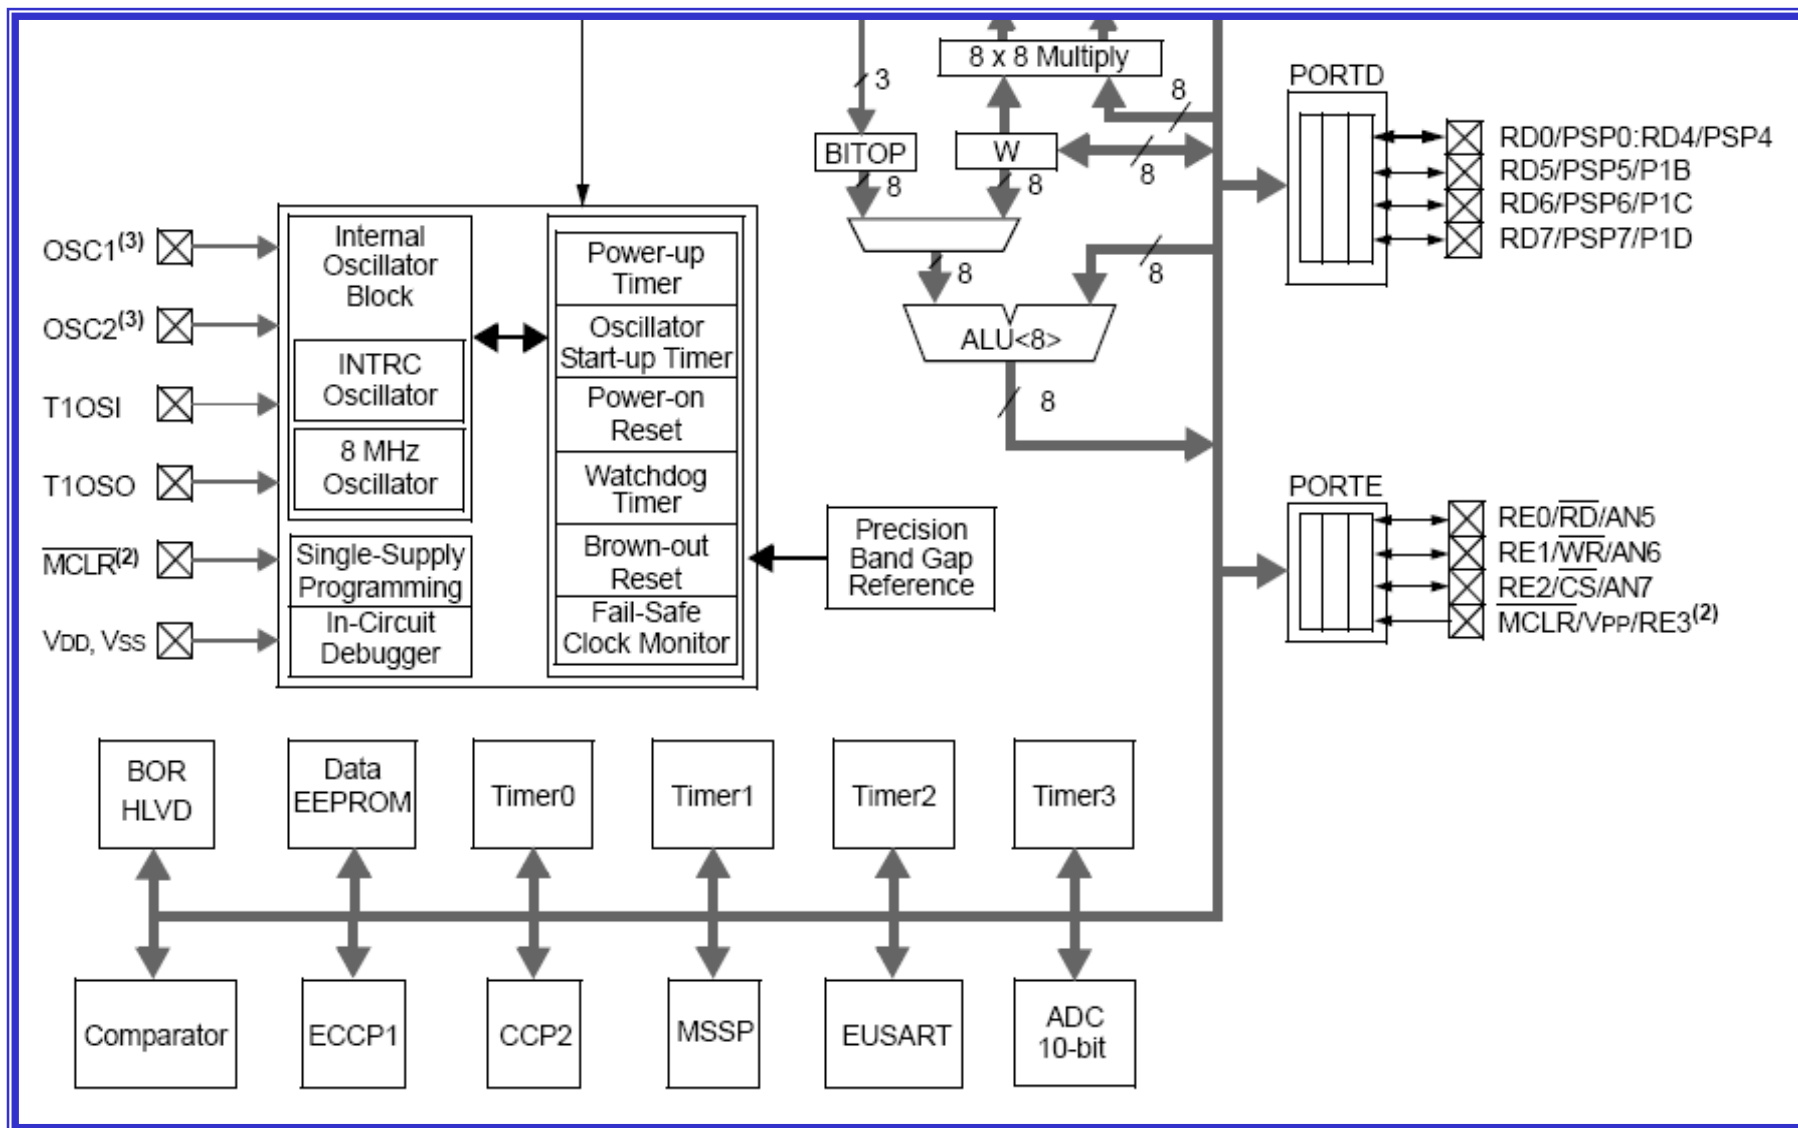 8 x 8 Multiply
3
8
BITOP
W
8
8
8
8
8
ALU<8>
8
PORTD
RD0/PSP0:RD4/PSP4
RD5/PSP5/P1B
RD6/PSP6/P1C
RD7/PSP7/P1D
OSC1(3)
OSC2(3)
T1OSI
T1OSO
MCLR(2)
VDD, VSS
Internal
Oscillator
Block
INTRC
Oscillator
8 MHz
Oscillator
Single-Supply
Programming
In-Circuit
Debugger
Power-up
Timer
Oscillator
Start-up Timer
Power-on
Reset
Watchdog
Timer
Brown-out
Reset
Fail-Safe
Clock Monitor
Precision
Band Gap
Reference
PORTE
RE0/RD/AN5
RE1/WR/AN6
RE2/CS/AN7
MCLR/VPP/RE3(2)
BOR
HLVD
Data
EEPROM
Timer0
Timer1
Timer2
Timer3
Comparator
ECCP1
CCP2
MSSP
EUSART
ADC
10-bit